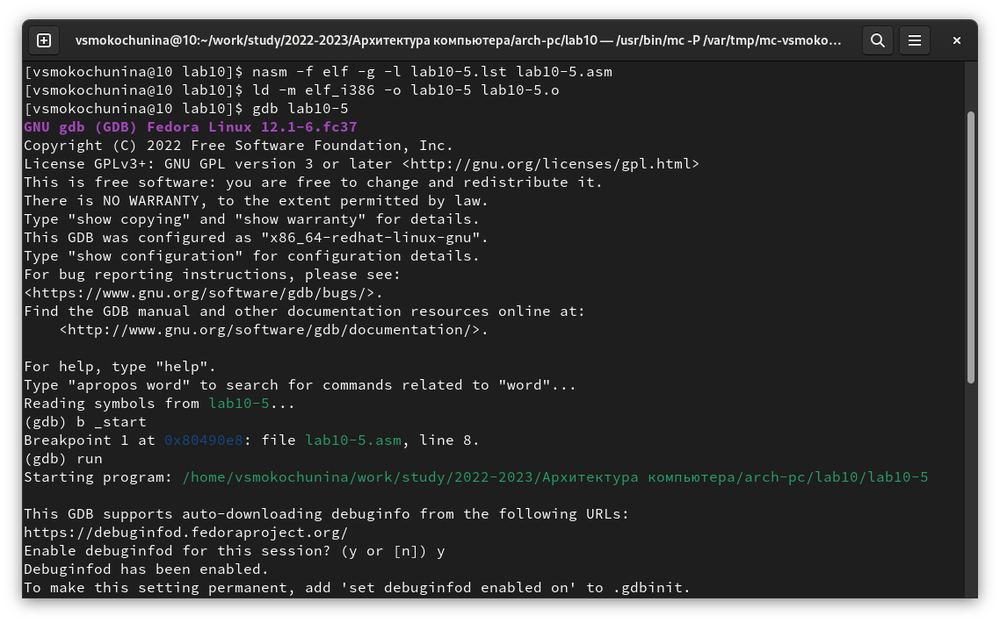 vsmokochunina@10:~/work/study/2022-2023/Архитектура компьютера/arch-pc/lab10 — /usr/bin/mc -P /var/tmp/mc-vsmoko…
[vsmokochunina@10 lab10]$ nasm -f elf -g -l lab10-5.lst lab10-5.asm
[vsmokochunina@10 lab10]$ ld -m elf_i386 -o lab10-5 lab10-5.o
[vsmokochunina@10 lab10]$ gdb lab10-5
GNU gdb (GDB) Fedora Linux 12.1-6.fc37
Copyright (C) 2022 Free Software Foundation, Inc.
License GPLv3+: GNU GPL version 3 or later <http://gnu.org/licenses/gpl.html>
This is free software: you are free to change and redistribute it.
There is NO WARRANTY, to the extent permitted by law.
Type "show copying" and "show warranty" for details.
This GDB was configured as "x86_64-redhat-linux-gnu".
Type "show configuration" for configuration details.
For bug reporting instructions, please see:
<https://www.gnu.org/software/gdb/bugs/>.
Find the GDB manual and other documentation resources online at:
    <http://www.gnu.org/software/gdb/documentation/>.

For help, type "help".
Type "apropos word" to search for commands related to "word"...
Reading symbols from lab10-5...
(gdb) b _start
Breakpoint 1 at 0x80490e8: file lab10-5.asm, line 8.
(gdb) run
Starting program: /home/vsmokochunina/work/study/2022-2023/Архитектура компьютера/arch-pc/lab10/lab10-5

This GDB supports auto-downloading debuginfo from the following URLs:
https://debuginfod.fedoraproject.org/
Enable debuginfod for this session? (y or [n]) y
Debuginfod has been enabled.
To make this setting permanent, add 'set debuginfod enabled on' to .gdbinit.